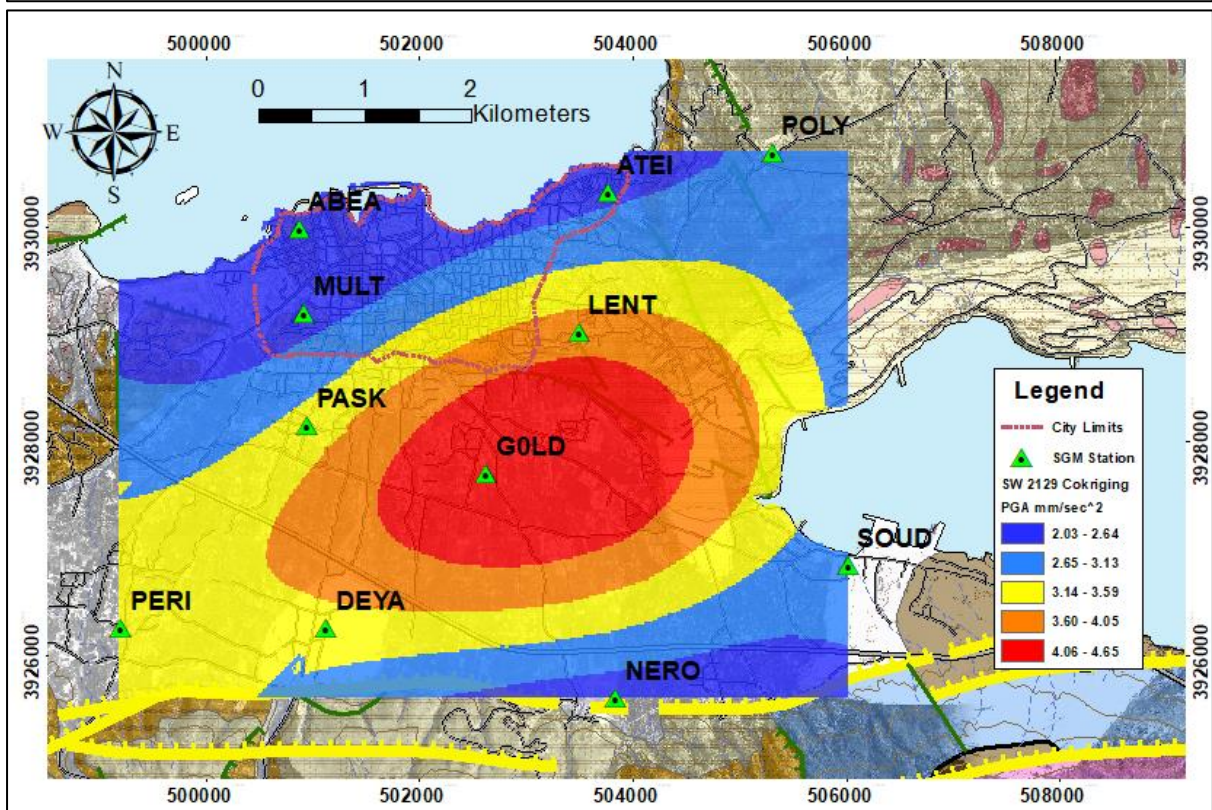 500000 502000 504000 506000 508000
N
W E
S
0 1 2
Kilometers
POLY
ATEI
ABEA
3930000 3930000
MULT
LENT
PASK
3928000 3928000
G0LD
SOUD
PERI
DEYA
3926000 3926000
NERO
Legend
City Limits
SGM Station
SW 2129 Cokriging
PGA mm/sec^2
2.03 - 2.64
2.65 - 3.13
3.14 - 3.59
3.60 - 4.05
4.06 - 4.65
500000 502000 504000 506000 508000